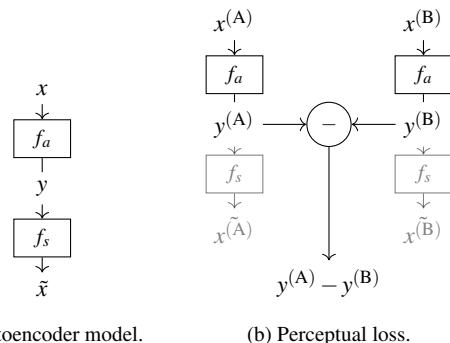 x
f_a
y
f_s
x̃
toencoder model.
x^(A) x^(B)
f_a f_a
y^(A) − y^(B)
f_s f_s
x^(̃A) x^(̃B)
y^(A) − y^(B)
(b) Perceptual loss.